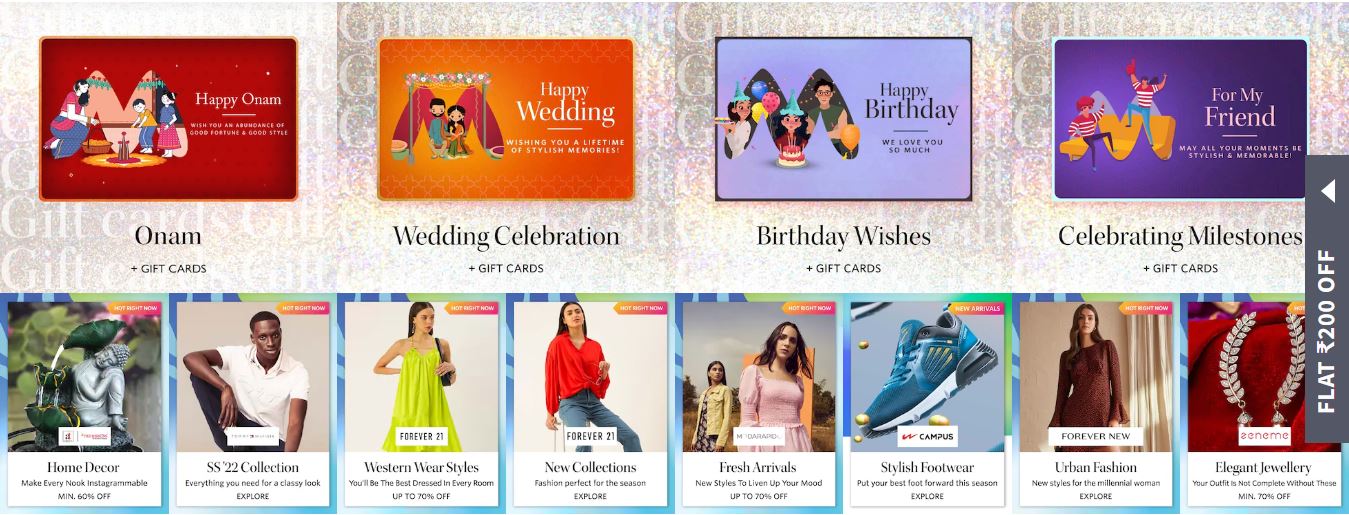 Gift cards Gift
Happy Onam
WISH YOU AN ABUNDANCE OF
GOOD FORTUNE & GOOD STYLE
Happy
Wedding
WISHING YOU A LIFETIME
OF STYLISH MEMORIES!
Happy
Birthday
WE LOVE YOU
SO MUCH
For My
Friend
MAY ALL YOUR MOMENTS BE
STYLISH & MEMORABLE!
Onam
+ GIFT CARDS
Wedding Celebration
+ GIFT CARDS
Birthday Wishes
+ GIFT CARDS
Celebrating Milestones
+ GIFT CARDS
FLAT ₹200 OFF
HOT RIGHT NOW
Home Decor
Make Every Nook Instagrammable
MIN. 60% OFF
HOT RIGHT NOW
SS '22 Collection
Everything you need for a classy look
EXPLORE
HOT RIGHT NOW
FOREVER 21
Western Wear Styles
You'll Be The Best Dressed In Every Room
UP TO 70% OFF
HOT RIGHT NOW
FOREVER 21
New Collections
Fashion perfect for the season
EXPLORE
HOT RIGHT NOW
Fresh Arrivals
New Styles To Liven Up Your Mood
UP TO 70% OFF
NEW ARRIVALS
CAMPUS
Stylish Footwear
Put your best foot forward this season
EXPLORE
HOT RIGHT NOW
FOREVER NEW
Urban Fashion
New styles for the millennial woman
EXPLORE
HOT
zeneme
Elegant Jewellery
Your Outfit Is Not Complete Without These
MIN. 70% OFF